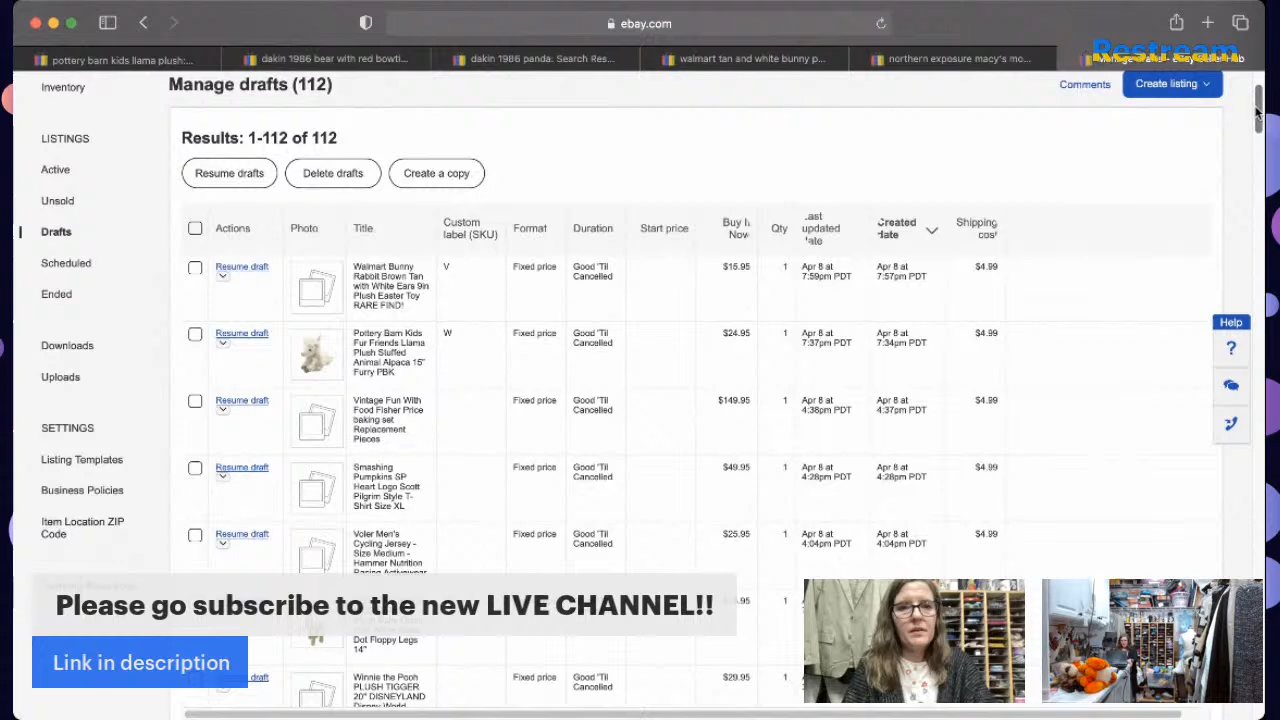 ebay.com
pottery barn kids llama plush:...
dakin 1986 bear with red bowti...
dakin 1986 panda: Search Res...
walmart tan and white bunny p...
northern exposure macy's mo...
Restream
Manage drafts (112)
Comments
Create listing
Inventory
LISTINGS
Active
Unsold
Drafts
Scheduled
Ended
Downloads
Uploads
SETTINGS
Listing Templates
Business Policies
Item Location ZIP
Code
Results: 1-112 of 112
Resume drafts
Delete drafts
Create a copy
Actions
Photo
Title
Custom
label (SKU)
Format
Duration
Start price
Buy It
Now
Qty
Last
updated
date
Created
date
Shipping
cost
Resume draft
Walmart Bunny
Rabbit Brown Tan
with White Ears 9in
Plush Easter Toy
RARE FIND!
V
Fixed price
Good 'Til
Cancelled
$15.95
1
Apr 8 at
7:59pm PDT
Apr 8 at
7:57pm PDT
$4.99
Resume draft
Pottery Barn Kids
Fur Friends Llama
Plush Stuffed
Animal Alpaca 15"
Furry PBK
W
Fixed price
Good 'Til
Cancelled
$24.95
1
Apr 8 at
7:37pm PDT
Apr 8 at
7:34pm PDT
$4.99
Resume draft
Vintage Fun With
Food Fisher Price
baking set
Replacement
Pieces
Fixed price
Good 'Til
Cancelled
$149.95
1
Apr 8 at
4:38pm PDT
Apr 8 at
4:37pm PDT
$4.99
Resume draft
Smashing
Pumpkins SP
Heart Logo Scott
Pilgrim Style T-
Shirt Size XL
Fixed price
Good 'Til
Cancelled
$49.95
1
Apr 8 at
4:28pm PDT
Apr 8 at
4:28pm PDT
$4.99
Resume draft
Voler Men's
Cycling Jersey -
Size Medium -
Hammer Nutrition
Racing Activewear
Fixed price
Good 'Til
Cancelled
$25.95
1
Apr 8 at
4:04pm PDT
Apr 8 at
4:04pm PDT
$4.99
Dot Floppy Legs
14"
Winnie the Pooh
PLUSH TIGGER
20" DISNEYLAND
Disney World
Fixed price
Good 'Til
Cancelled
$29.95
1
Apr 8 at
Apr 8 at
$4.99
Help
?
Please go subscribe to the new LIVE CHANNEL!!
Link in description